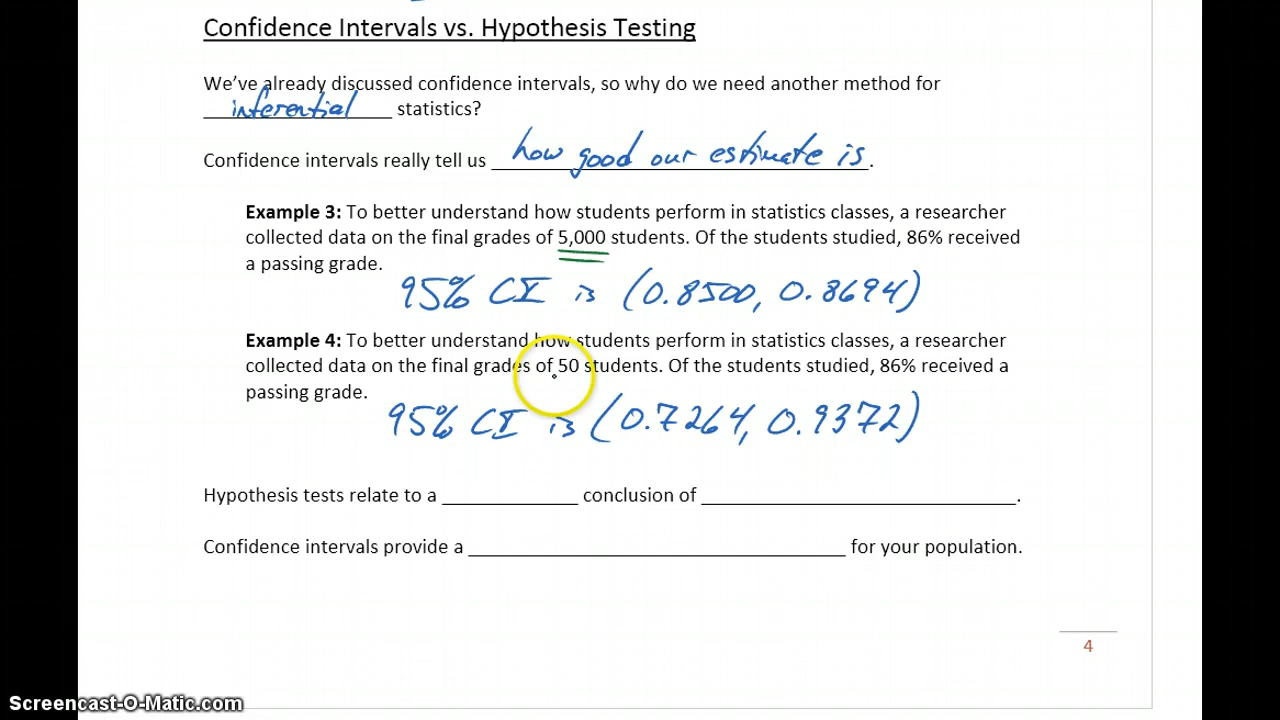 Confidence Intervals vs. Hypothesis Testing
We've already discussed confidence intervals, so why do we need another method for
inferential statistics?
Confidence intervals really tell us how good our estimate is.
Example 3: To better understand how students perform in statistics classes, a researcher
collected data on the final grades of 5,000 students. Of the students studied, 86% received
a passing grade.
95% CI is (0.8500, 0.8694)
Example 4: To better understand how students perform in statistics classes, a researcher
collected data on the final grades of 50 students. Of the students studied, 86% received a
passing grade.
95% CI is (0.7264, 0.9372)
Hypothesis tests relate to a ____________ conclusion of ____________________________.
Confidence intervals provide a __________________________________ for your population.
4
Screencast-O-Matic.com